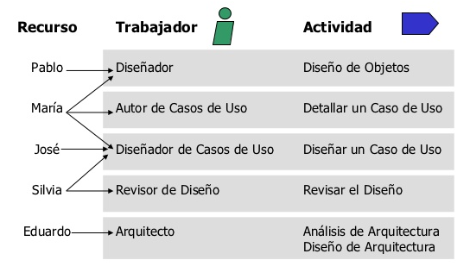 Recurso Trabajador Actividad
Pablo Diseñador Diseño de Objetos
María Autor de Casos de Uso Detallar un Caso de Uso
José Diseñador de Casos de Uso Diseñar un Caso de Uso
Silvia Revisor de Diseño Revisar el Diseño
Eduardo Arquitecto Análisis de Arquitectura
Diseño de Arquitectura